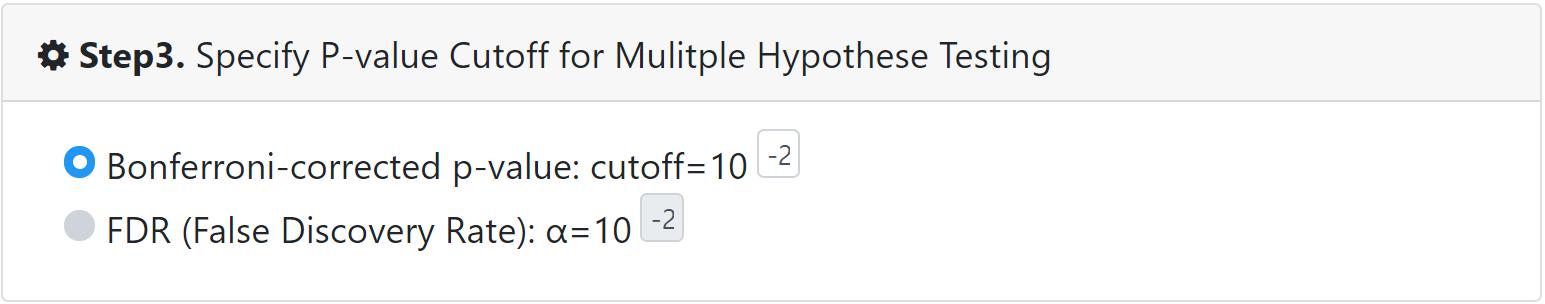 Step3. Specify P-value Cutoff for Mulitple Hypothese Testing
Bonferroni-corrected p-value: cutoff=10 -2
FDR (False Discovery Rate): α=10 -2